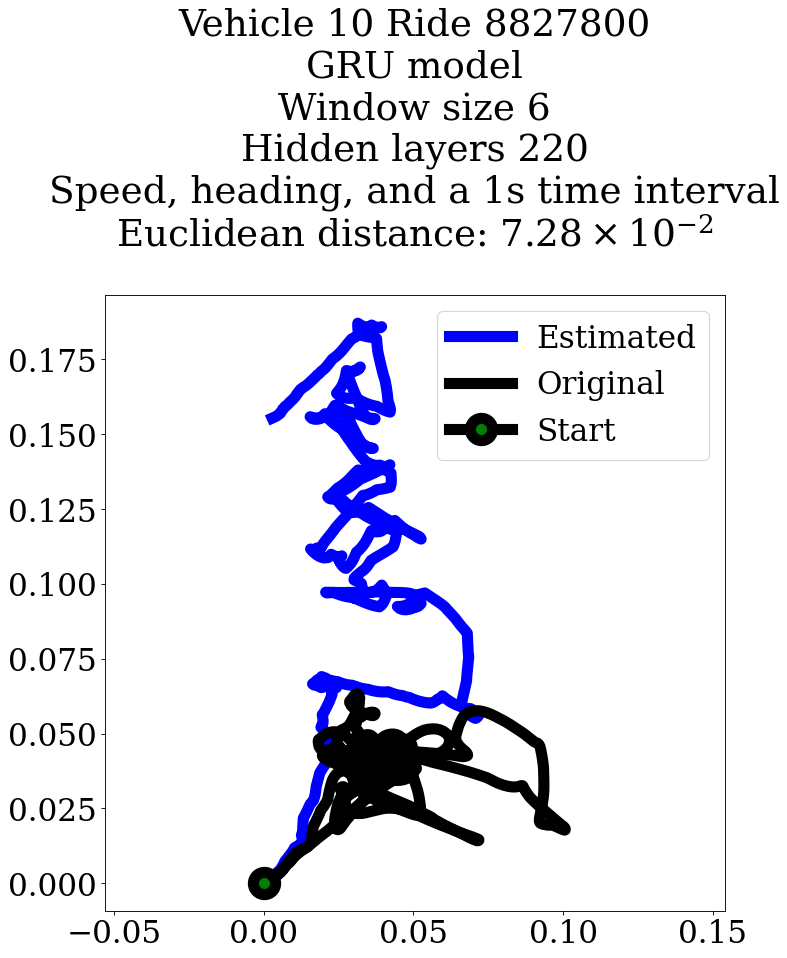 Vehicle 10 Ride 8827800
GRU model
Window size 6
Hidden layers 220
Speed, heading, and a 1s time interval
Euclidean distance: 7.28 × 10⁻²
Estimated
Original
Start
0.175
0.150
0.125
0.100
0.075
0.050
0.025
0.000
−0.05 0.00 0.05 0.10 0.15